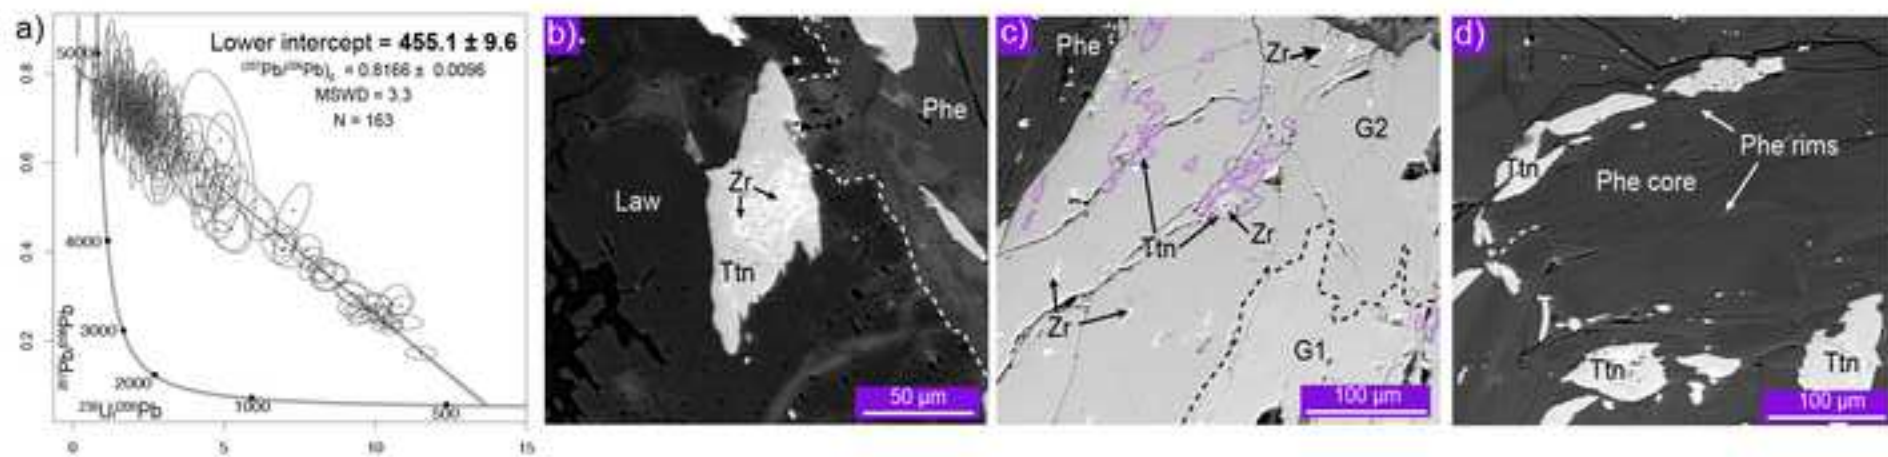 a)
Lower intercept = 455.1 ± 9.6
(²⁰⁷Pb/²⁰⁶Pb)₀ = 0.8166 ± 0.0096
MSWD = 3.3
N = 163
5000
4000
3000
2000
1000
500
0.8
0.6
0.4
0.2
²⁰⁷Pb/²⁰⁶Pb
²³⁸U/²⁰⁶Pb
0 5 10 15
b)
Phe
Law
Zr
Ttn
50 µm
c)
Phe
Zr
G2
Ttn
Zr
Zr
G1
100 µm
d)
Ttn
Phe rims
Phe core
Ttn
Ttn
100 µm